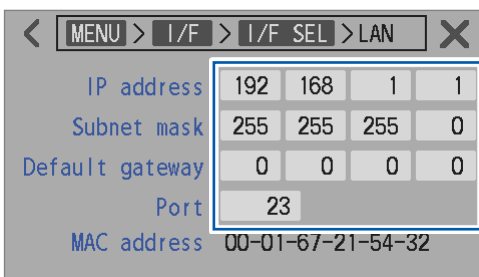 MENU > I/F > I/F SEL > LAN
IP address 192 168 1 1
Subnet mask 255 255 255 0
Default gateway 0 0 0 0
Port 23
MAC address 00-01-67-21-54-32